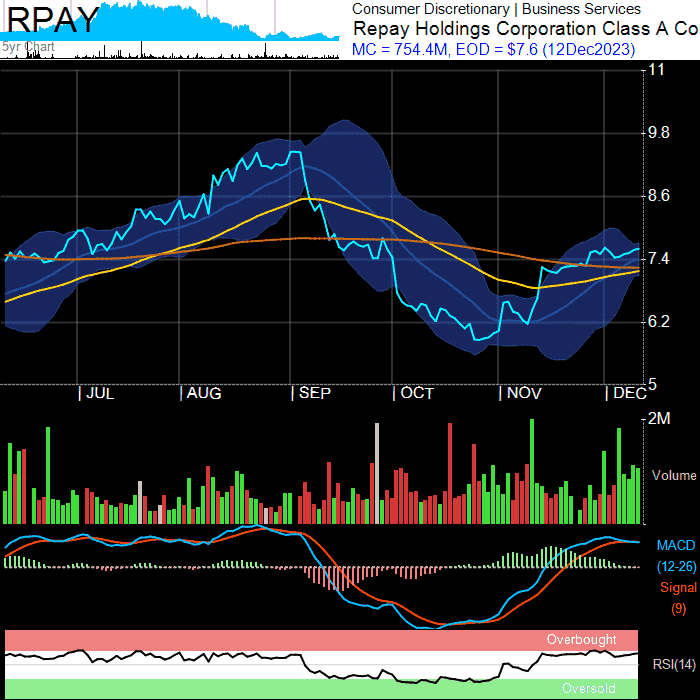 RPAY
5yr Chart
Consumer Discretionary | Business Services
Repay Holdings Corporation Class A Co
MC = 754.4M, EOD = $7.6 (12Dec2023)
11
9.8
8.6
7.4
6.2
5
| JUL | AUG | SEP | OCT | NOV | DEC
2M
Volume
MACD
(12-26)
Signal
(9)
Overbought
RSI(14)
Oversold